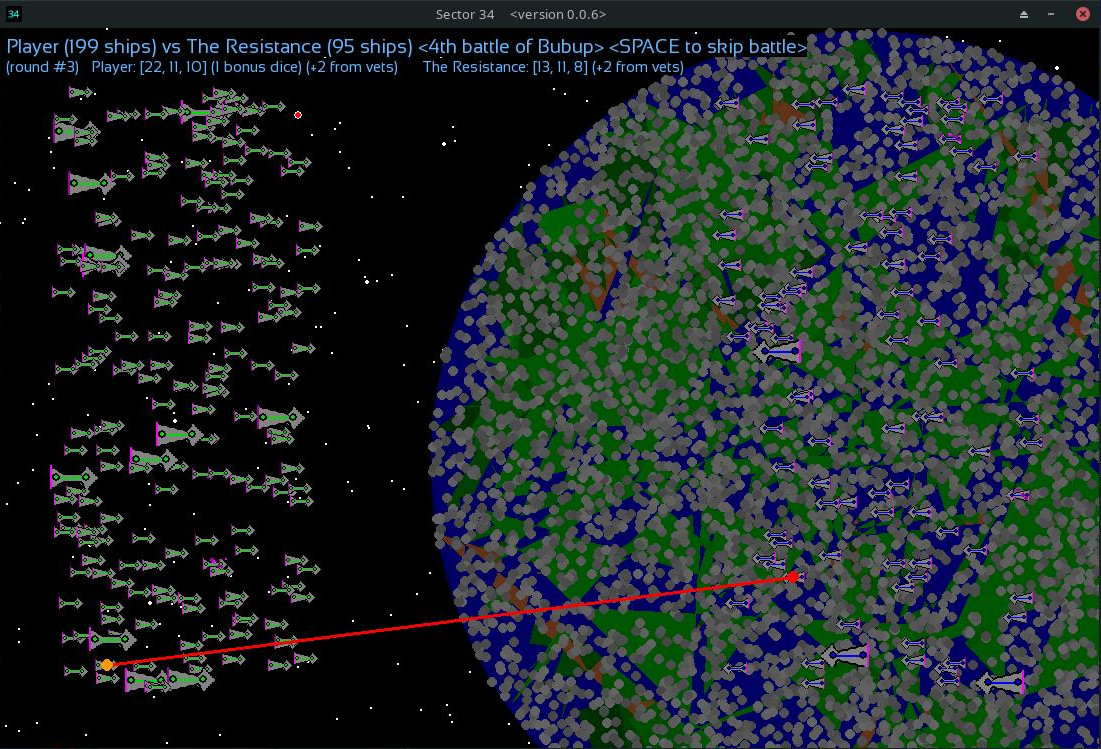 34
Sector 34 <version 0.0.6>
Player (199 ships) vs The Resistance (95 ships) <4th battle of Bubup> <SPACE to skip battle>
(round #3) Player: [22, 11, 10] (1 bonus dice) (+2 from vets) The Resistance: [13, 11, 8] (+2 from vets)